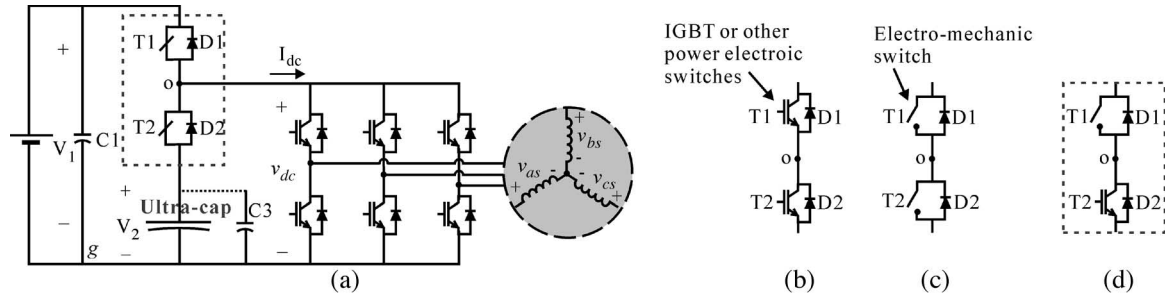 T1
D1
I_dc
o
+
+
T2
D2
V_1
C1
v_dc
+
v_bs
-
v_as
-
-
v_cs
+
+
+
Ultra-cap
C3
V_2
−
g
−
−
(a)
IGBT or other
power electroic
switches
T1
D1
o
T2
D2
(b)
Electro-mechanic
switch
T1
D1
o
T2
D2
(c)
T1
D1
o
T2
D2
(d)